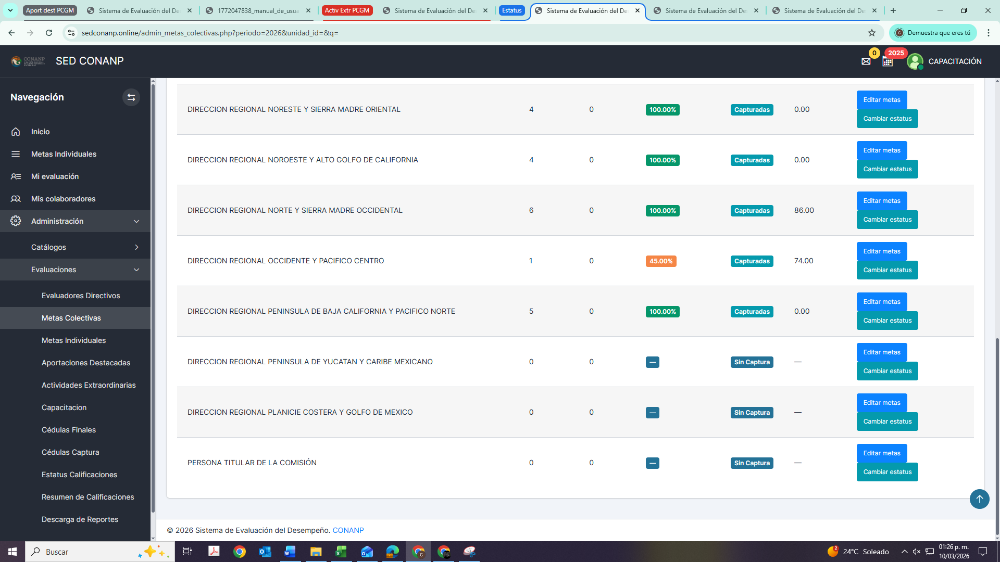 Aport dest PCGM
Sistema de Evaluación del De
1772047838_manual_de_usua
Activ Extr PCGM
Sistema de Evaluación del De
Estatus
Sistema de Evaluación del De
Sistema de Evaluación del De
Sistema de Evaluación del De
sedconanp.online/admin_metas_colectivas.php?periodo=2026&unidad_id=&q=
Demuestra que eres tú
CONANP
SED CONANP
0
2025
CAPACITACIÓN
Navegación
Inicio
Metas Individuales
Mi evaluación
Mis colaboradores
Administración
Catálogos
Evaluaciones
Evaluadores Directivos
Metas Colectivas
Metas Individuales
Aportaciones Destacadas
Actividades Extraordinarias
Capacitacion
Cédulas Finales
Cédulas Captura
Estatus Calificaciones
Resumen de Calificaciones
Descarga de Reportes
DIRECCION REGIONAL NORESTE Y SIERRA MADRE ORIENTAL 4 0 100.00% Capturadas 0.00
Editar metas
Cambiar estatus
DIRECCION REGIONAL NOROESTE Y ALTO GOLFO DE CALIFORNIA 4 0 100.00% Capturadas 0.00
Editar metas
Cambiar estatus
DIRECCION REGIONAL NORTE Y SIERRA MADRE OCCIDENTAL 6 0 100.00% Capturadas 86.00
Editar metas
Cambiar estatus
DIRECCION REGIONAL OCCIDENTE Y PACIFICO CENTRO 1 0 45.00% Capturadas 74.00
Editar metas
Cambiar estatus
DIRECCION REGIONAL PENINSULA DE BAJA CALIFORNIA Y PACIFICO NORTE 5 0 100.00% Capturadas 0.00
Editar metas
Cambiar estatus
DIRECCION REGIONAL PENINSULA DE YUCATAN Y CARIBE MEXICANO 0 0 — Sin Captura —
Editar metas
Cambiar estatus
DIRECCION REGIONAL PLANICIE COSTERA Y GOLFO DE MEXICO 0 0 — Sin Captura —
Editar metas
Cambiar estatus
PERSONA TITULAR DE LA COMISIÓN 0 0 — Sin Captura —
Editar metas
Cambiar estatus
© 2026 Sistema de Evaluación del Desempeño. CONANP
Buscar
2
24°C Soleado
01:26 p. m.
10/03/2026